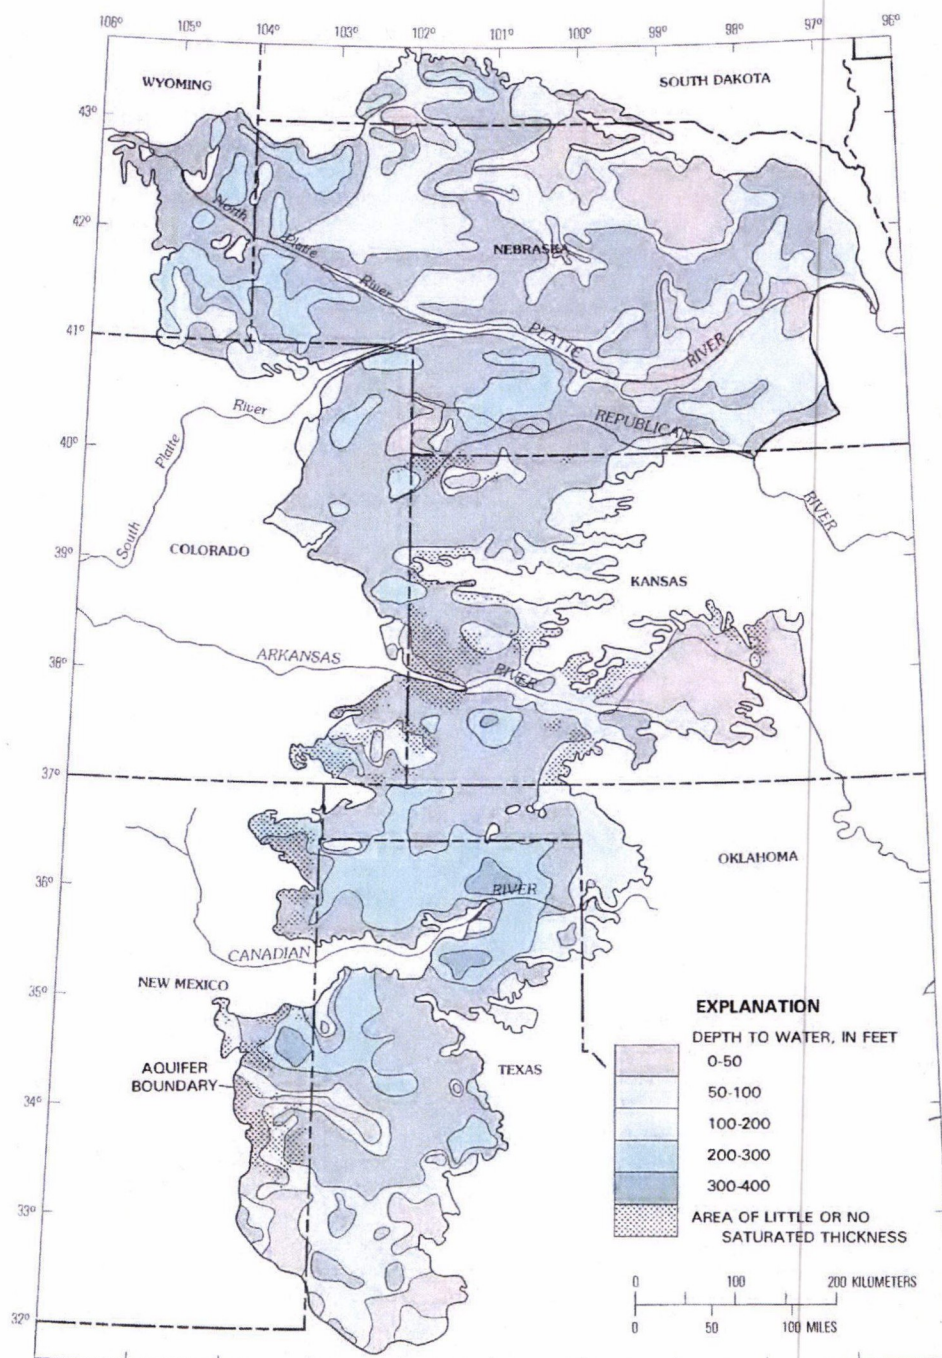 106° 105° 104° 103° 102° 101° 100° 99° 98° 97° 96°
WYOMING
SOUTH DAKOTA
43°
North
Platte
River
42°
NEBRASKA
41°
PLATTE
RIVER
River
Platte
South
REPUBLICAN
RIVER
40°
COLORADO
39°
KANSAS
ARKANSAS
RIVER
38°
37°
OKLAHOMA
36°
RIVER
CANADIAN
NEW MEXICO
35°
AQUIFER
BOUNDARY
TEXAS
34°
33°
32°
EXPLANATION
DEPTH TO WATER, IN FEET
0-50
50-100
100-200
200-300
300-400
AREA OF LITTLE OR NO
SATURATED THICKNESS
0 100 200 KILOMETERS
0 50 100 MILES